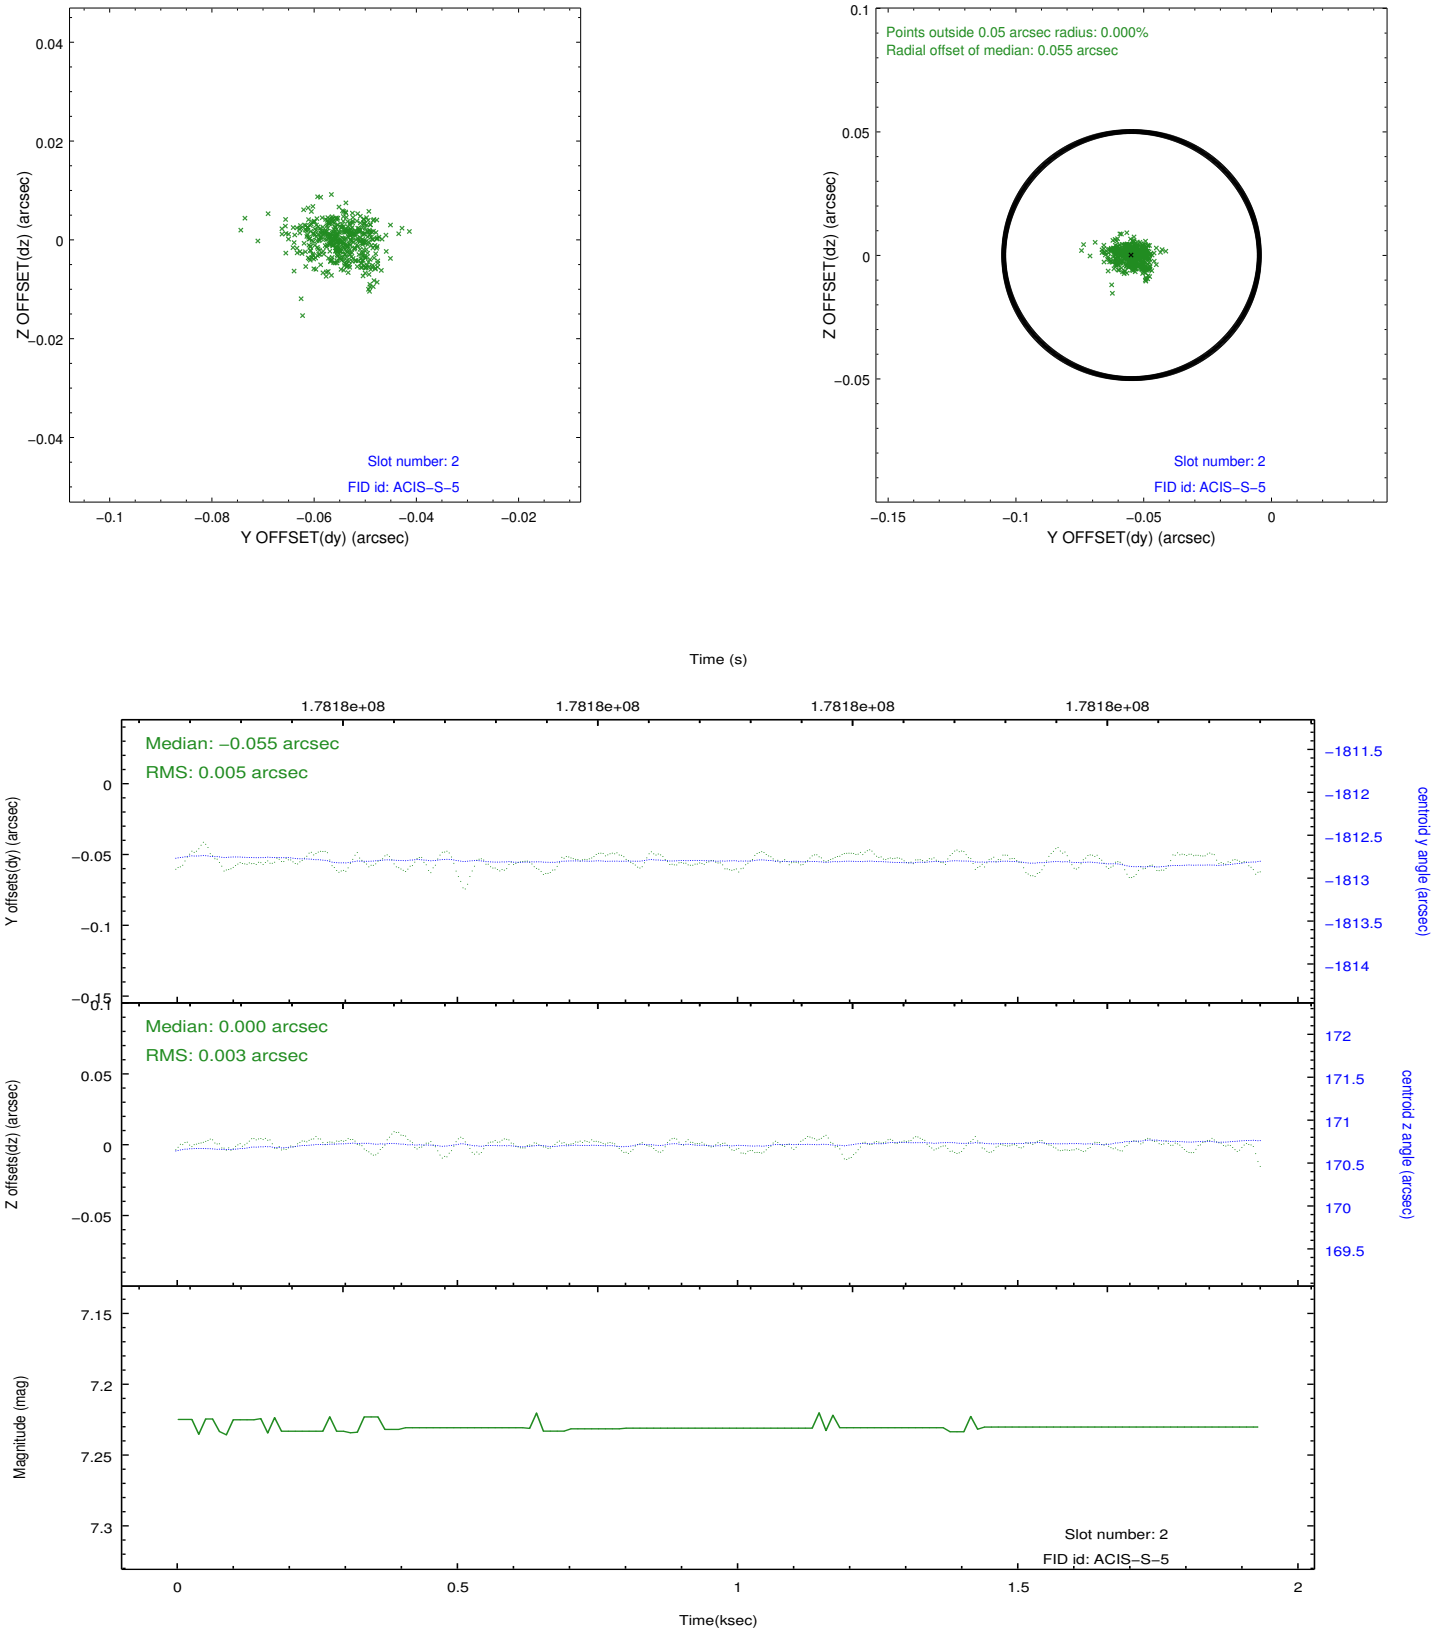 0.04
0.02
0
−0.02
−0.04
Z OFFSET(dz) (arcsec)
Slot number: 2
FID id: ACIS−S−5
−0.1
−0.08
−0.06
−0.04
−0.02
Y OFFSET(dy) (arcsec)
0.1
0.05
0
−0.05
Z OFFSET(dz) (arcsec)
Points outside 0.05 arcsec radius: 0.000%
Radial offset of median: 0.055 arcsec
Slot number: 2
FID id: ACIS−S−5
−0.15
−0.1
−0.05
0
Y OFFSET(dy) (arcsec)
Time (s)
1.7818e+08
1.7818e+08
1.7818e+08
1.7818e+08
Median: −0.055 arcsec
RMS: 0.005 arcsec
0
−0.05
−0.1
−0.15
Y offsets(dy) (arcsec)
−1811.5
−1812
−1812.5
−1813
−1813.5
−1814
centroid y angle (arcsec)
Median: 0.000 arcsec
RMS: 0.003 arcsec
0.1
0.05
0
−0.05
Z offsets(dz) (arcsec)
172
171.5
171
170.5
170
169.5
centroid z angle (arcsec)
7.15
7.2
7.25
7.3
Magnitude (mag)
Slot number: 2
FID id: ACIS−S−5
0
0.5
1
1.5
2
Time(ksec)